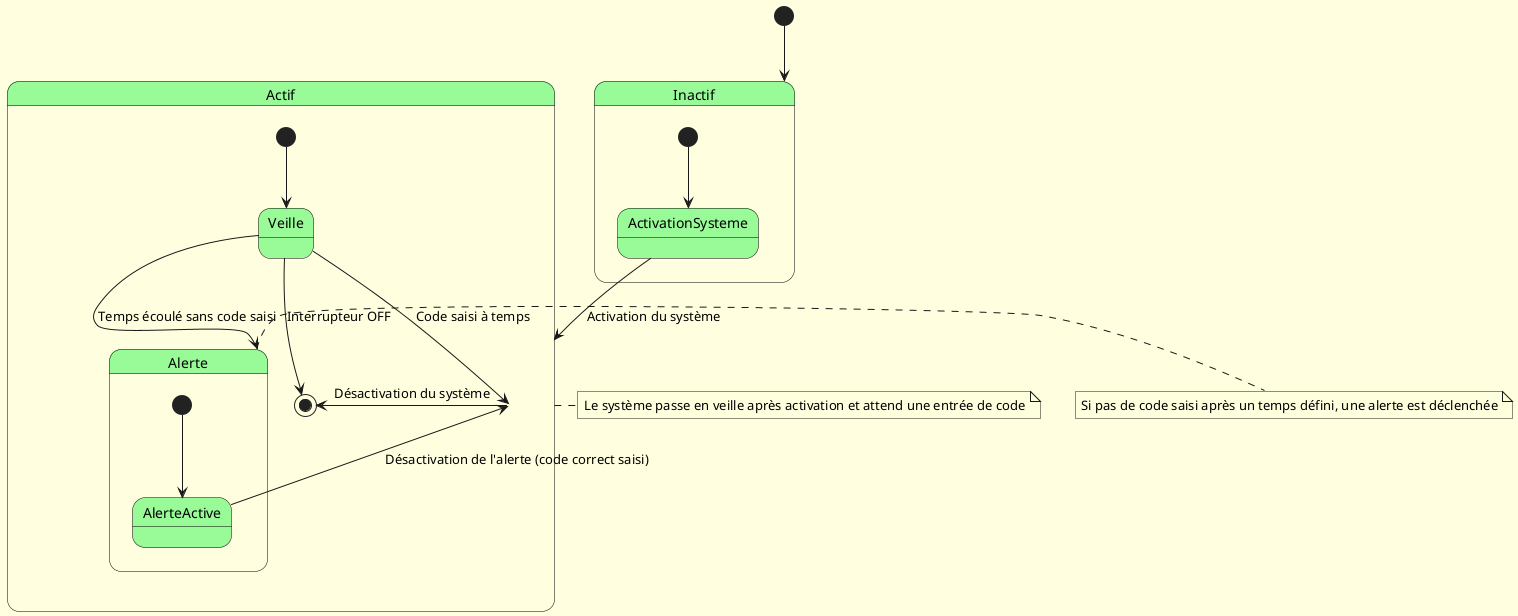 Actif
Inactif
Veille
ActivationSysteme
Temps écoulé sans code saisi
Interrupteur OFF
Code saisi à temps
Activation du système
Alerte
Désactivation du système
Le système passe en veille après activation et attend une entrée de code
Si pas de code saisi après un temps défini, une alerte est déclenchée
Désactivation de l'alerte (code correct saisi)
AlerteActive